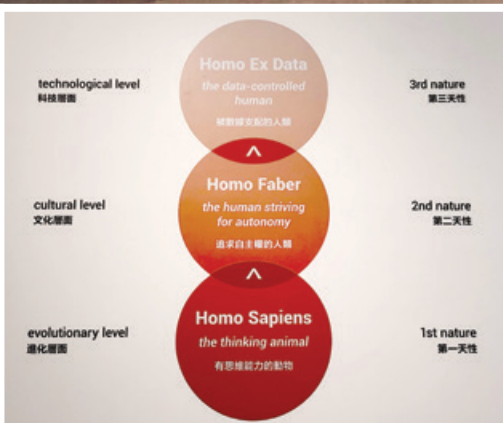 Homo Ex Data
the data-controlled
human
被數據支配的人類
technological level
科技層面
3rd nature
第三天性
Homo Faber
the human striving
for autonomy
追求自主權的人類
cultural level
文化層面
2nd nature
第二天性
Homo Sapiens
the thinking animal
有思維能力的動物
evolutionary level
進化層面
1st nature
第一天性